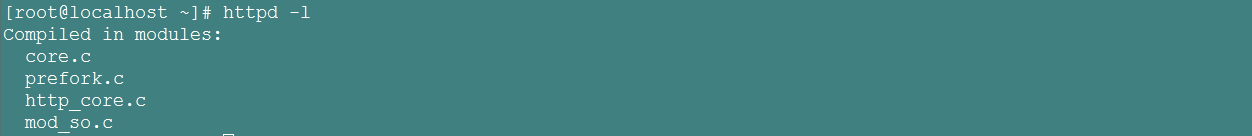 [root@localhost ~]# httpd -l
Compiled in modules:
  core.c
  prefork.c
  http_core.c
  mod_so.c